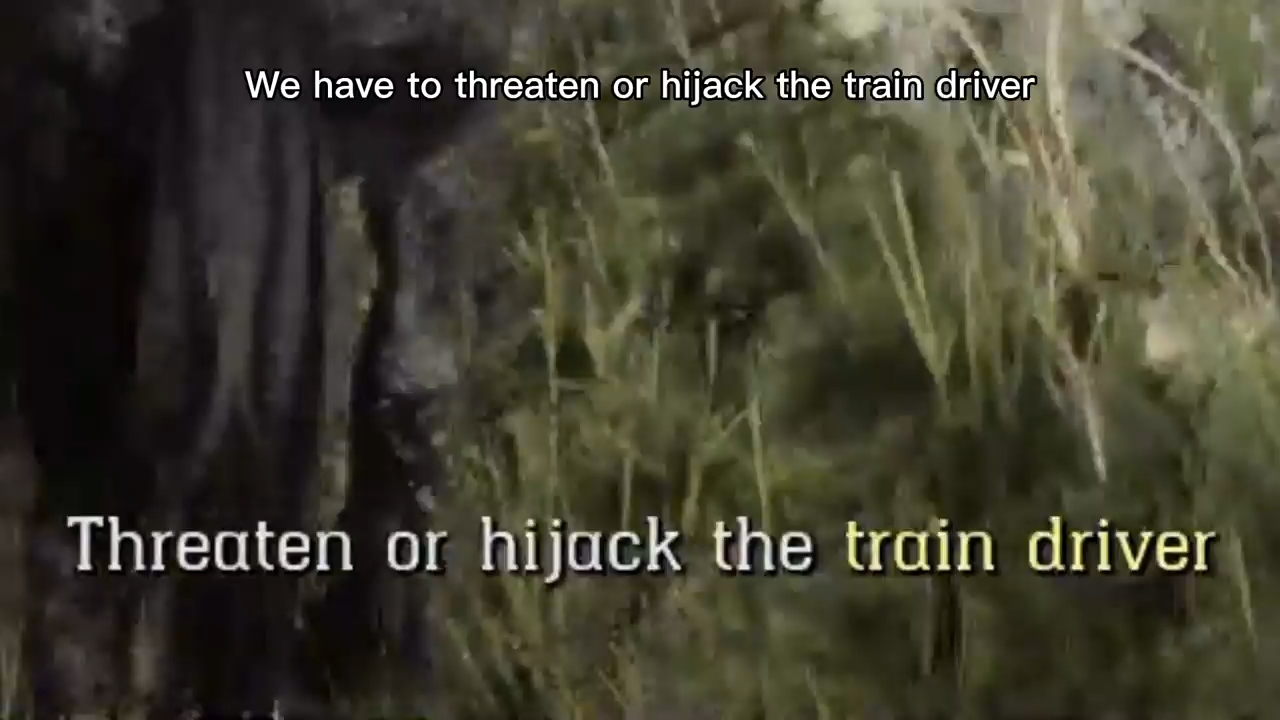 We have to threaten or hijack the train driver
Threaten or hijack the train driver